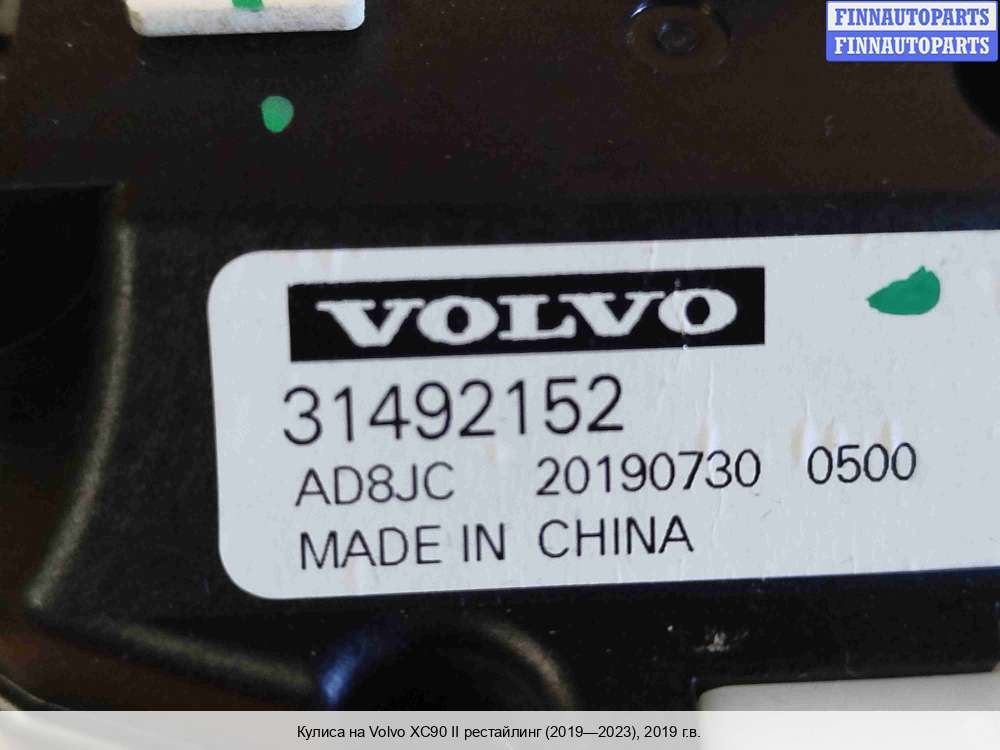 FINNAUTOPARTS
FINNAUTOPARTS
VOLVO
31492152
AD8JC 20190730 0500
MADE IN CHINA
Кулиса на Volvo XC90 II рестайлинг (2019—2023), 2019 г.в.